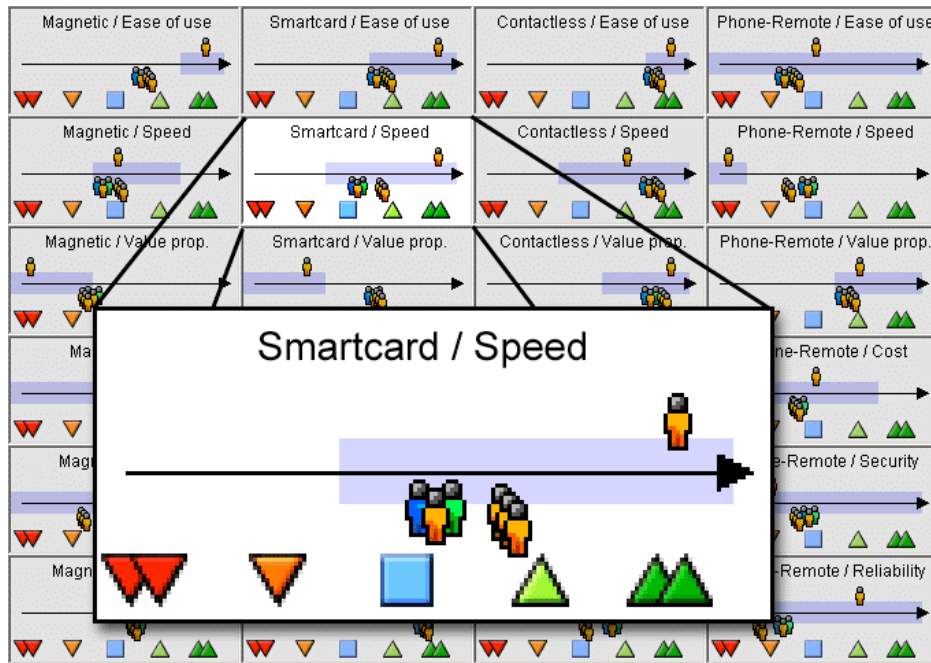 Magnetic / Ease of use
Smartcard / Ease of use
Contactless / Ease of use
Phone-Remote / Ease of use
Magnetic / Speed
Smartcard / Speed
Contactless / Speed
Phone-Remote / Speed
Magnetic / Value prop.
Smartcard / Value prop.
Contactless / Value prop.
Phone-Remote / Value prop.
Smartcard / Speed
ne-Remote / Cost
e-Remote / Security
-Remote / Reliability
Ma
Magn
Magn